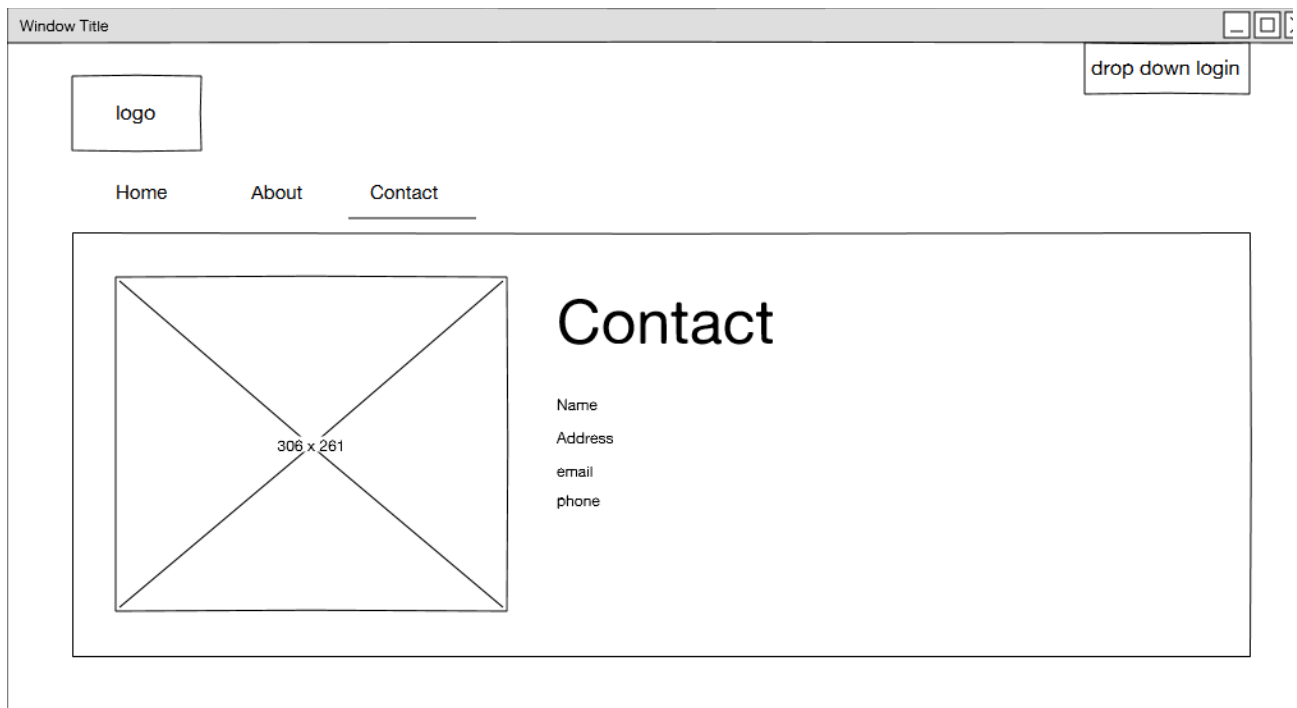 Window Title
drop down login
logo
Home About Contact
306 x 261
Contact
Name
Address
email
phone